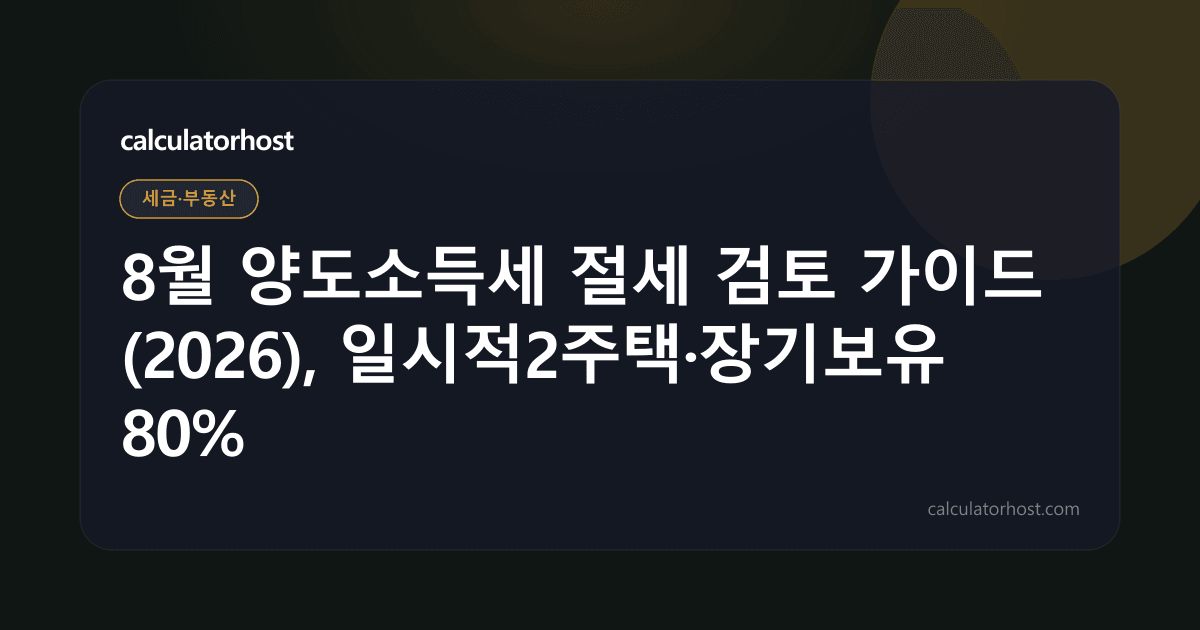 calculatorhost
세금·부동산
8월 양도소득세 절세 검토 가이드
(2026), 일시적2주택·장기보유
80%
calculatorhost.com